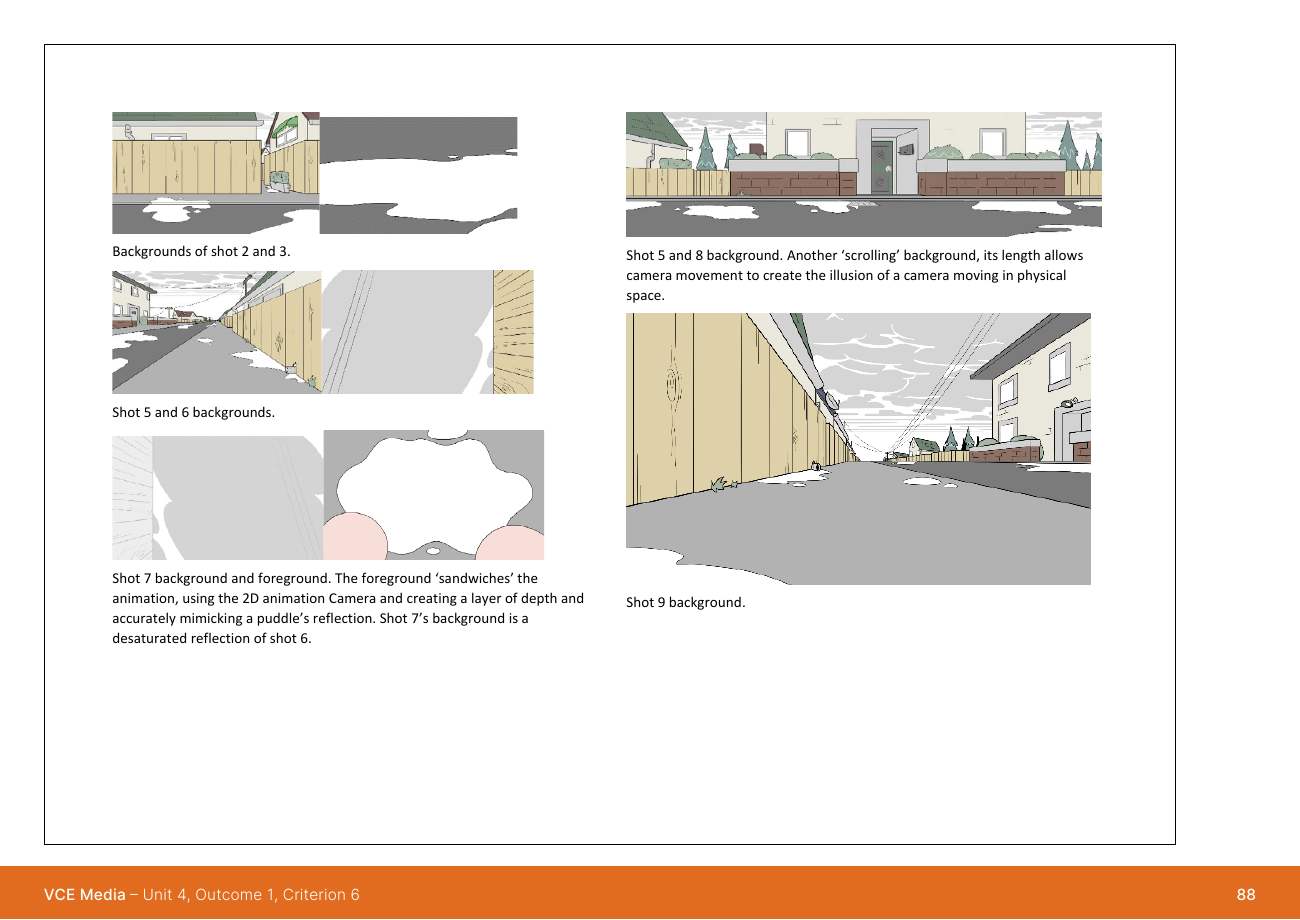 Backgrounds of shot 2 and 3.
Shot 5 and 6 backgrounds.
Shot 7 background and foreground. The foreground ‘sandwiches’ the
animation, using the 2D animation Camera and creating a layer of depth and
accurately mimicking a puddle’s reflection. Shot 7’s background is a
desaturated reflection of shot 6.
Shot 5 and 8 background. Another ‘scrolling’ background, its length allows
camera movement to create the illusion of a camera moving in physical
space.
Shot 9 background.
VCE Media – Unit 4, Outcome 1, Criterion 6
88